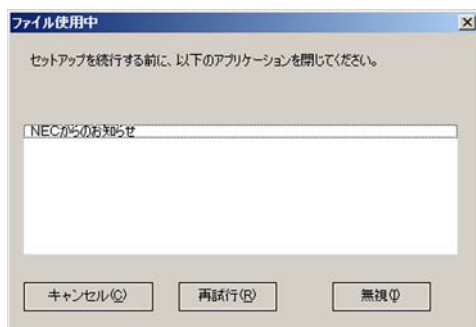 ファイル使用中
セットアップを続行する前に、以下のアプリケーションを閉じてください。
NECからのお知らせ
キャンセル(C)
再試行(R)
無視(I)